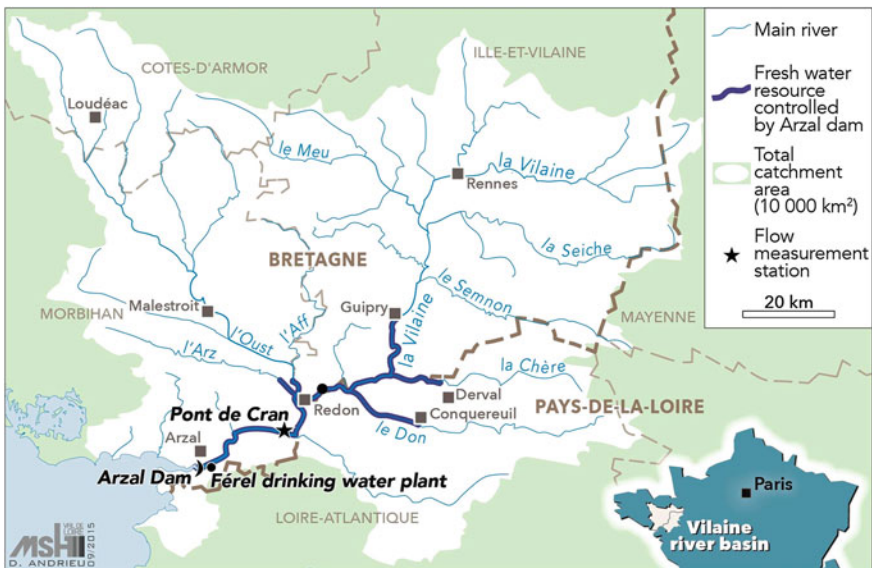 COTES-D'ARMOR
ILLE-ET-VILAINE
Loudéac
le Meu
la Vilaine
Rennes
la Seiche
BRETAGNE
le Semnon
Malestroit
Guipry
MORBIHAN
l'Aff
la Vilaine
MAYENNE
l'Oust
l'Arz
la Chère
Derval
Redon
Conquereuil
PAYS-DE-LA-LOIRE
Pont de Cran
le Don
Arzal
Arzal Dam
Férel drinking water plant
LOIRE-ATLANTIQUE
Main river
Fresh water
resource
controlled
by Arzal dam
Total
catchment
area
(10 000 km²)
Flow
measurement
station
20 km
Paris
Vilaine
river basin
MSH
VAL DE
LOIRE
09/2015
D. ANDRIEU